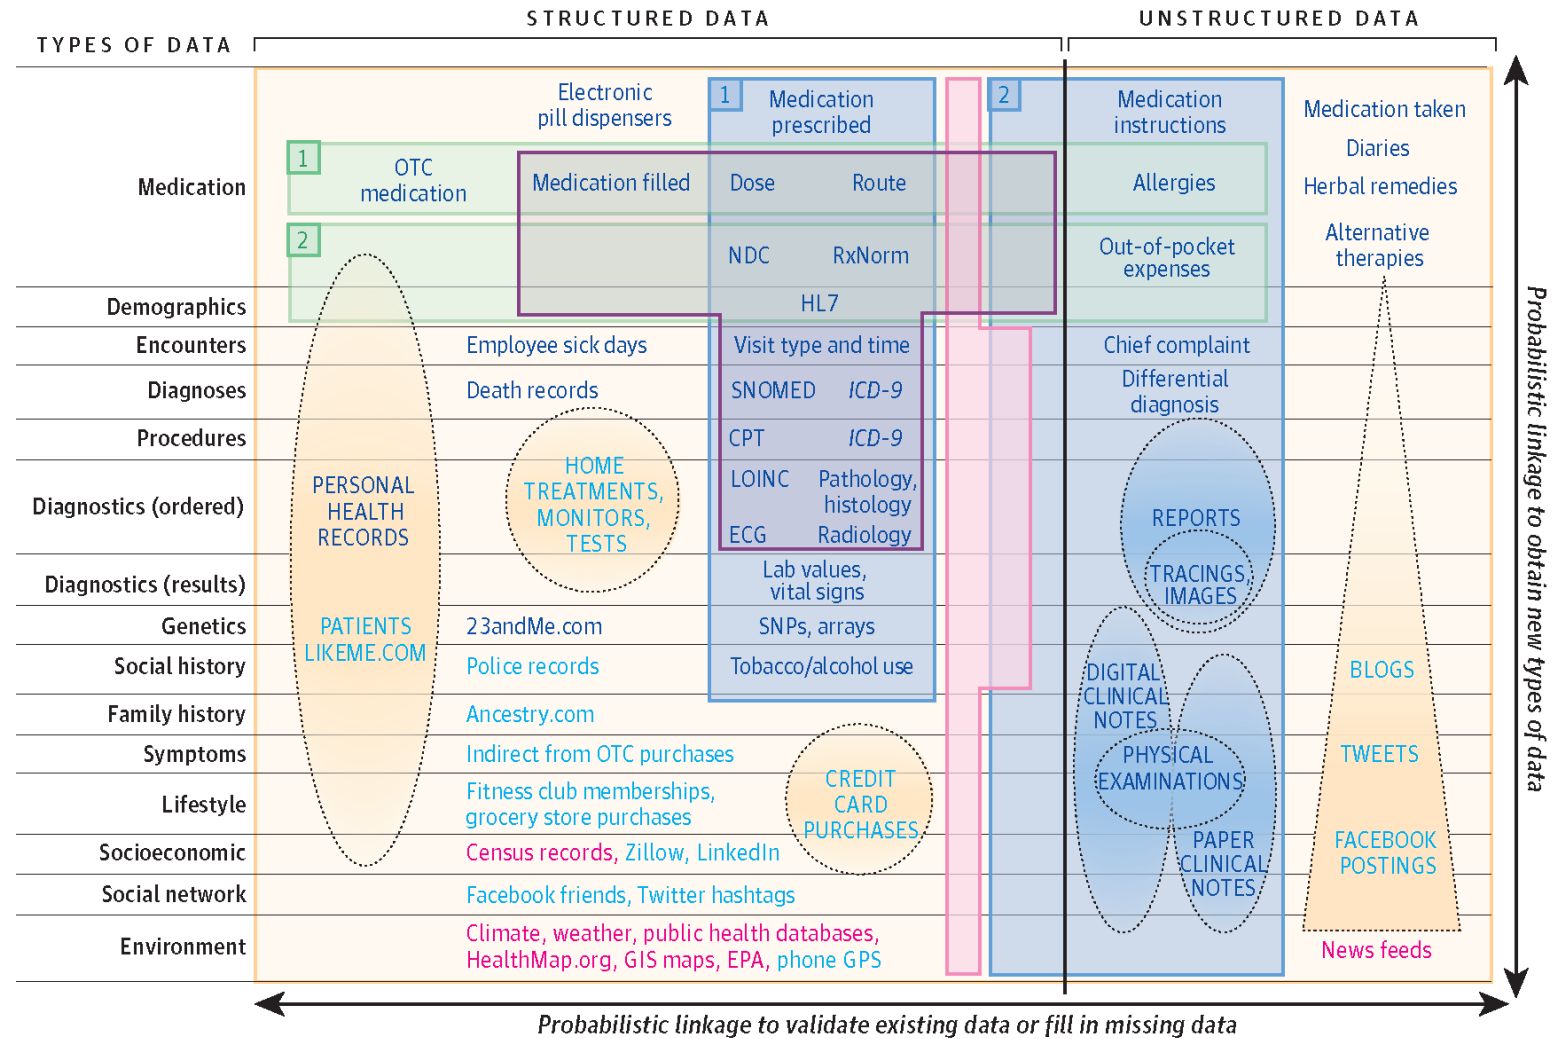 STRUCTURED DATA
UNSTRUCTURED DATA
TYPES OF DATA
Electronic
pill dispensers
1
Medication
prescribed
2
Medication
instructions
Medication taken
Diaries
Herbal remedies
Alternative
therapies
Medication
1
OTC
medication
Medication filled
Dose
Route
Allergies
2
NDC
RxNorm
Out-of-pocket
expenses
Demographics
HL7
Encounters
Employee sick days
Visit type and time
Chief complaint
Diagnoses
Death records
SNOMED
ICD-9
Differential
diagnosis
Procedures
CPT
ICD-9
Diagnostics (ordered)
PERSONAL
HEALTH
RECORDS
HOME
TREATMENTS,
MONITORS,
TESTS
LOINC
Pathology,
histology
ECG
Radiology
REPORTS
Diagnostics (results)
Lab values,
vital signs
TRACINGS,
IMAGES
Genetics
PATIENTS
LIKEME.COM
23andMe.com
SNPs, arrays
Social history
Police records
Tobacco/alcohol use
DIGITAL
CLINICAL
NOTES
BLOGS
Family history
Ancestry.com
Symptoms
Indirect from OTC purchases
PHYSICAL
EXAMINATIONS
TWEETS
Lifestyle
Fitness club memberships,
grocery store purchases
CREDIT
CARD
PURCHASES
Socioeconomic
Census records, Zillow, LinkedIn
PAPER
CLINICAL
NOTES
FACEBOOK
POSTINGS
Social network
Facebook friends, Twitter hashtags
Environment
Climate, weather, public health databases,
HealthMap.org, GIS maps, EPA, phone GPS
News feeds
Probabilistic linkage to obtain new types of data
Probabilistic linkage to validate existing data or fill in missing data